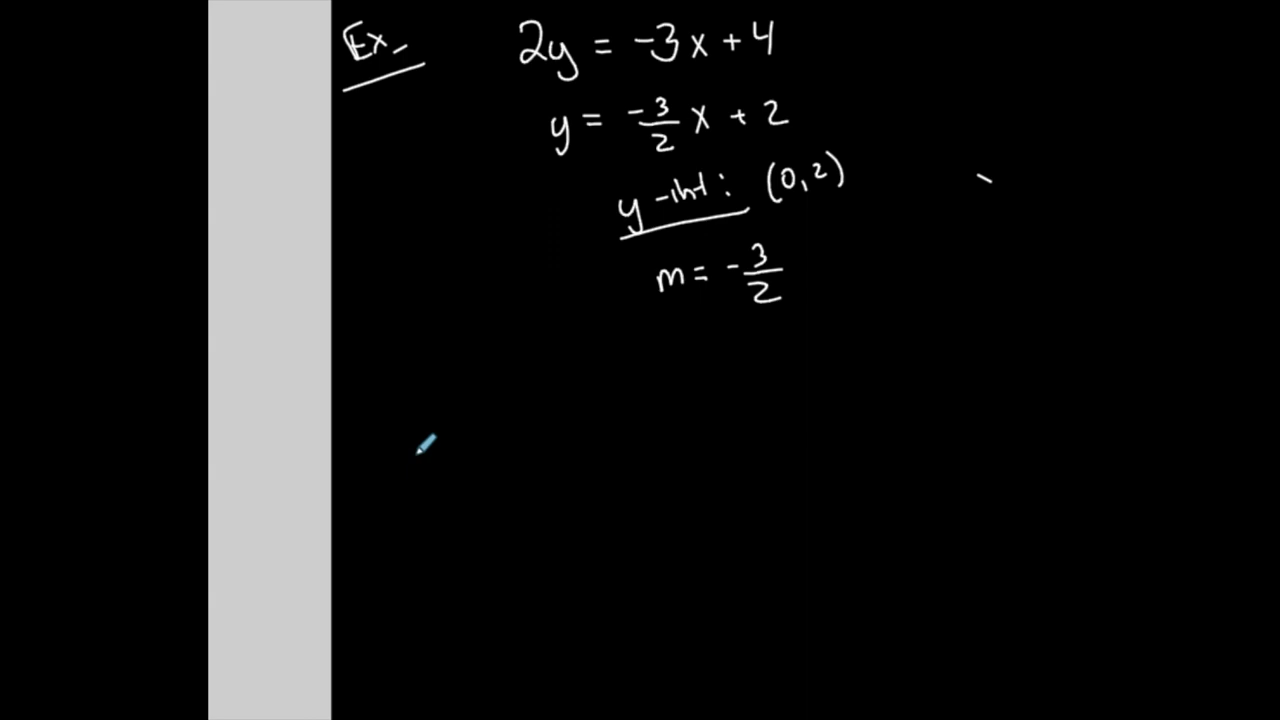 Ex.
2y = -3x + 4
y = -3/2 x + 2
y-int: (0,2)
m = -3/2